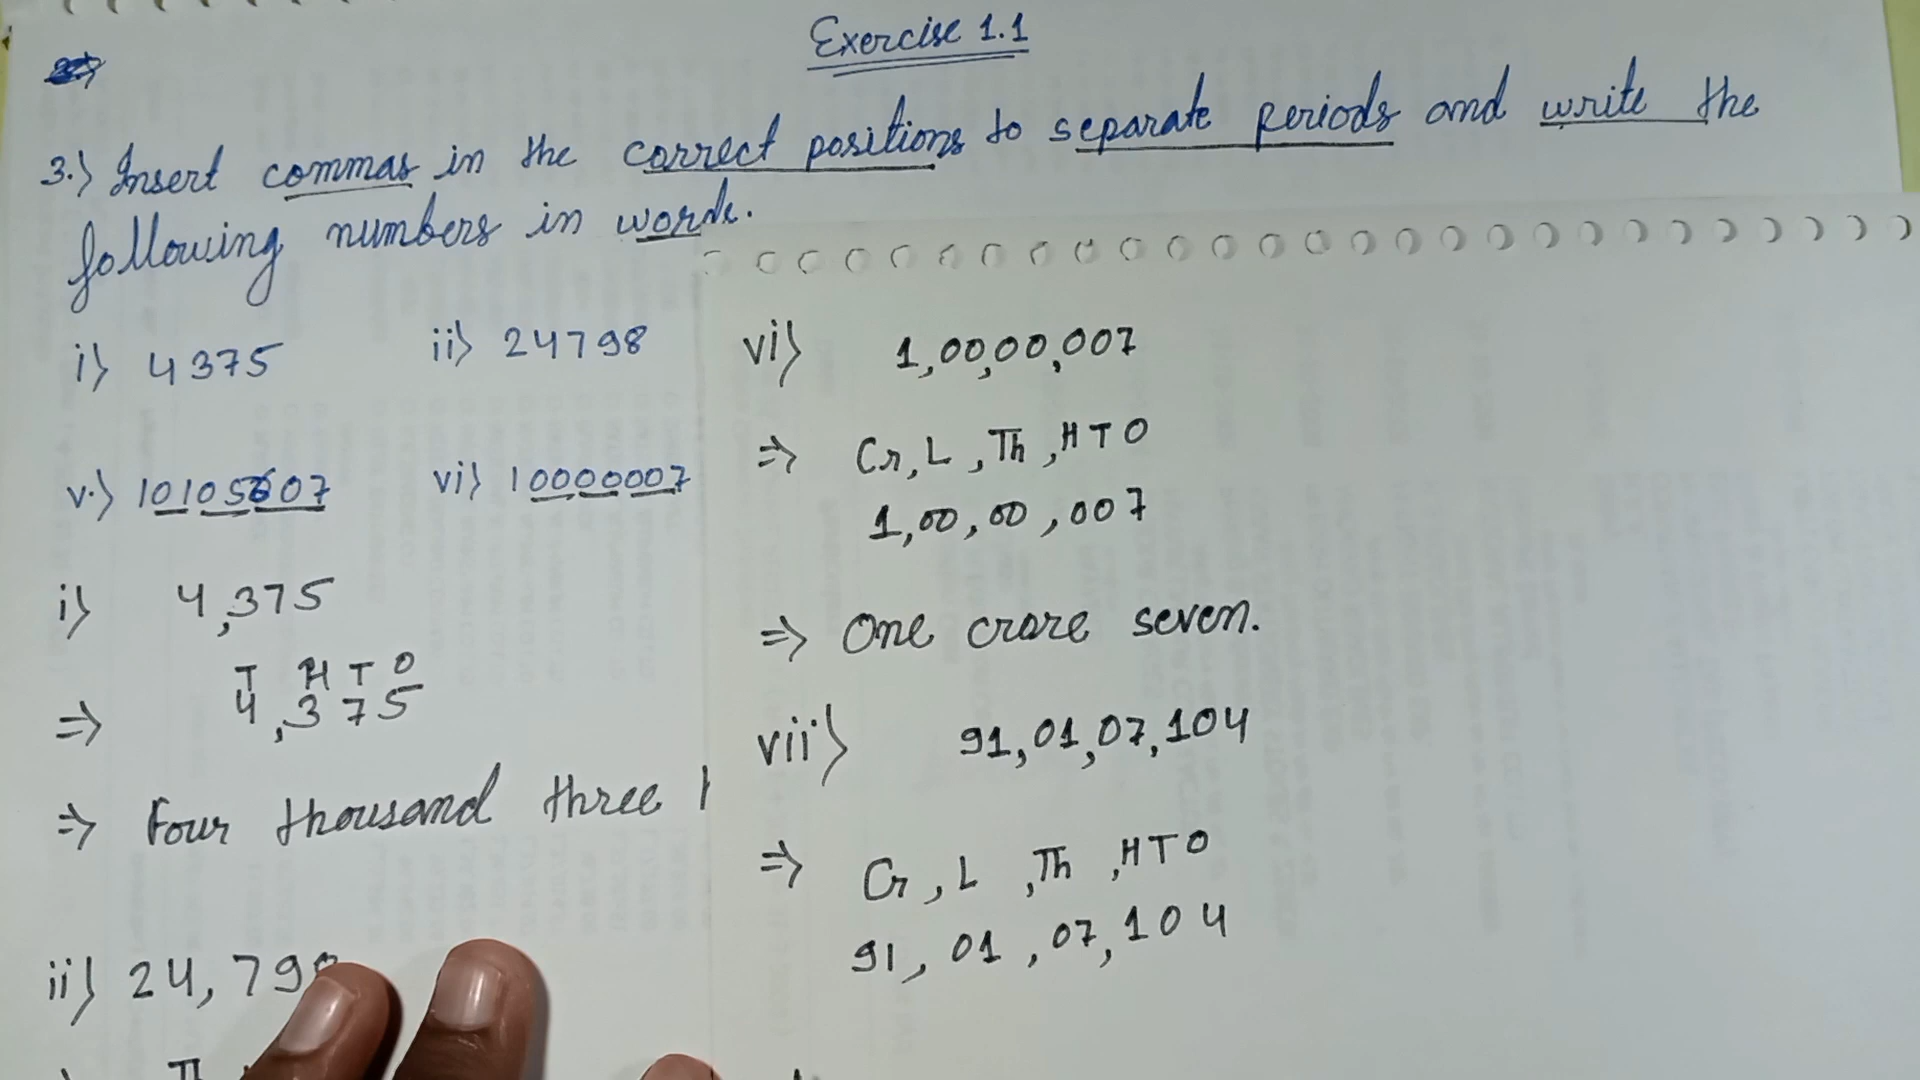 Exercise 1.1
3.) Insert commas in the correct positions to separate periods and write the
following numbers in words.
i) 4375
ii) 24798
v.) 10105607
vi) 10000007
i) 4,375
T H T O
⇒ 4,375
⇒ Four thousand three
ii) 24,79
Th
vi) 1,00,00,007
⇒ Cr, L, Th, H T O
1,00,00,007
⇒ One crore seven.
vii) 91,01,07,104
⇒ Cr, L, Th, H T O
91, 01, 07, 104